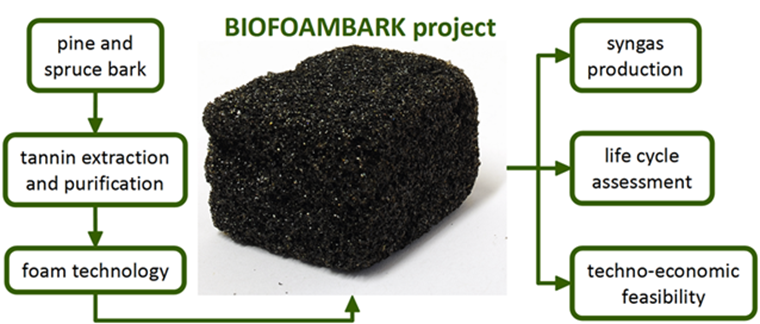 BIOFOAMBARK project
pine and
spruce bark
tannin extraction
and purification
foam technology
syngas
production
life cycle
assessment
techno-economic
feasibility